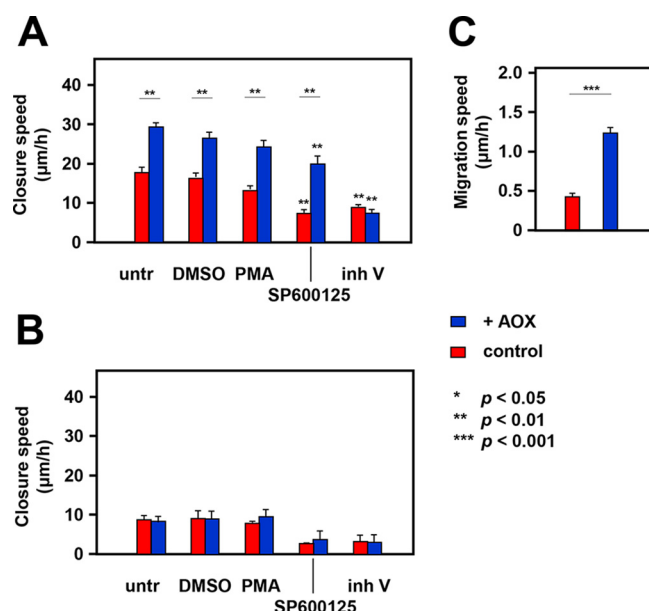 A
Closure speed
(µm/h)
40
30
20
10
0
** ** ** **
** ** ** **
untr DMSO PMA inh V
SP600125
C
Migration speed
(µm/h)
2.0
1.5
1.0
0.5
0
***
+ AOX
control
* p < 0.05
** p < 0.01
*** p < 0.001
B
Closure speed
(µm/h)
40
30
20
10
0
untr DMSO PMA inh V
SP600125